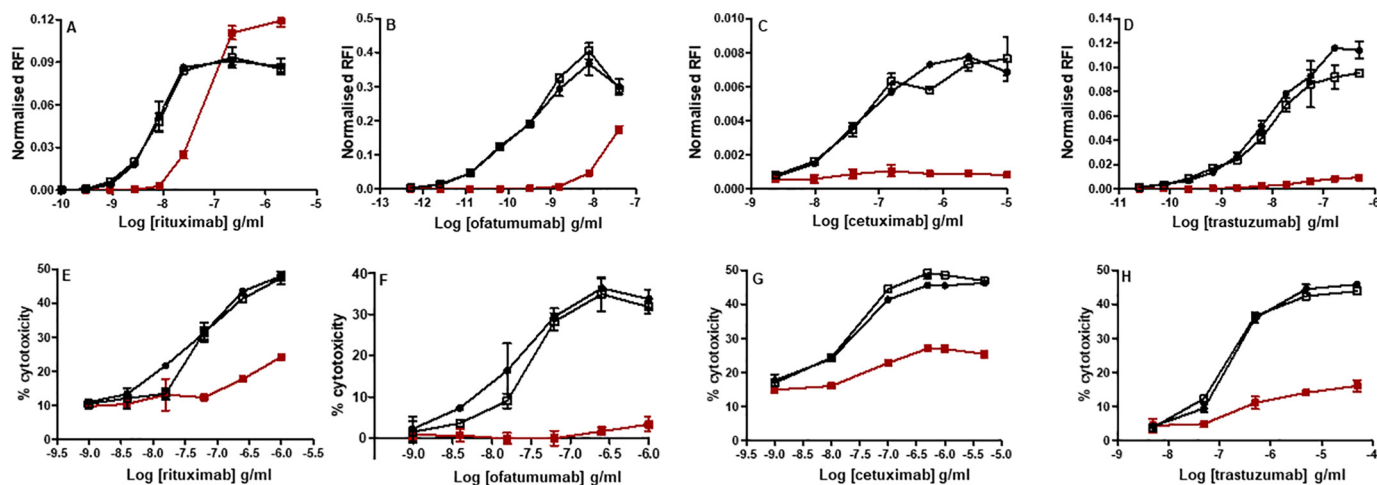 A
Normalised RFI
0.12
0.09
0.06
0.03
0.00
-10 -9 -8 -7 -6 -5
Log [rituximab] g/ml
B
Normalised RFI
0.5
0.4
0.3
0.2
0.1
0.0
-13 -12 -11 -10 -9 -8 -7
Log [ofatumumab] g/ml
C
Normalised RFI
0.010
0.008
0.006
0.004
0.002
0.000
-9 -8 -7 -6 -5
Log [cetuximab] g/ml
D
Normalised RFI
0.14
0.12
0.10
0.08
0.06
0.04
0.02
0.00
-11 -10 -9 -8 -7 -6
Log [trastuzumab] g/ml
E
% cytotoxicity
50
40
30
20
10
0
-9.5 -9.0 -8.5 -8.0 -7.5 -7.0 -6.5 -6.0 -5.5
Log [rituximab] g/ml
F
% cytotoxicity
40
30
20
10
0
-9.5 -9.0 -8.5 -8.0 -7.5 -7.0 -6.5 -6.0
Log [ofatumumab] g/ml
G
% cytotoxicity
50
40
30
20
10
0
-9.5 -9.0 -8.5 -8.0 -7.5 -7.0 -6.5 -6.0 -5.5 -5.0
Log [cetuximab] g/ml
H
% cytotoxicity
50
40
30
20
10
0
-9 -8 -7 -6 -5 -4
Log [trastuzumab] g/ml